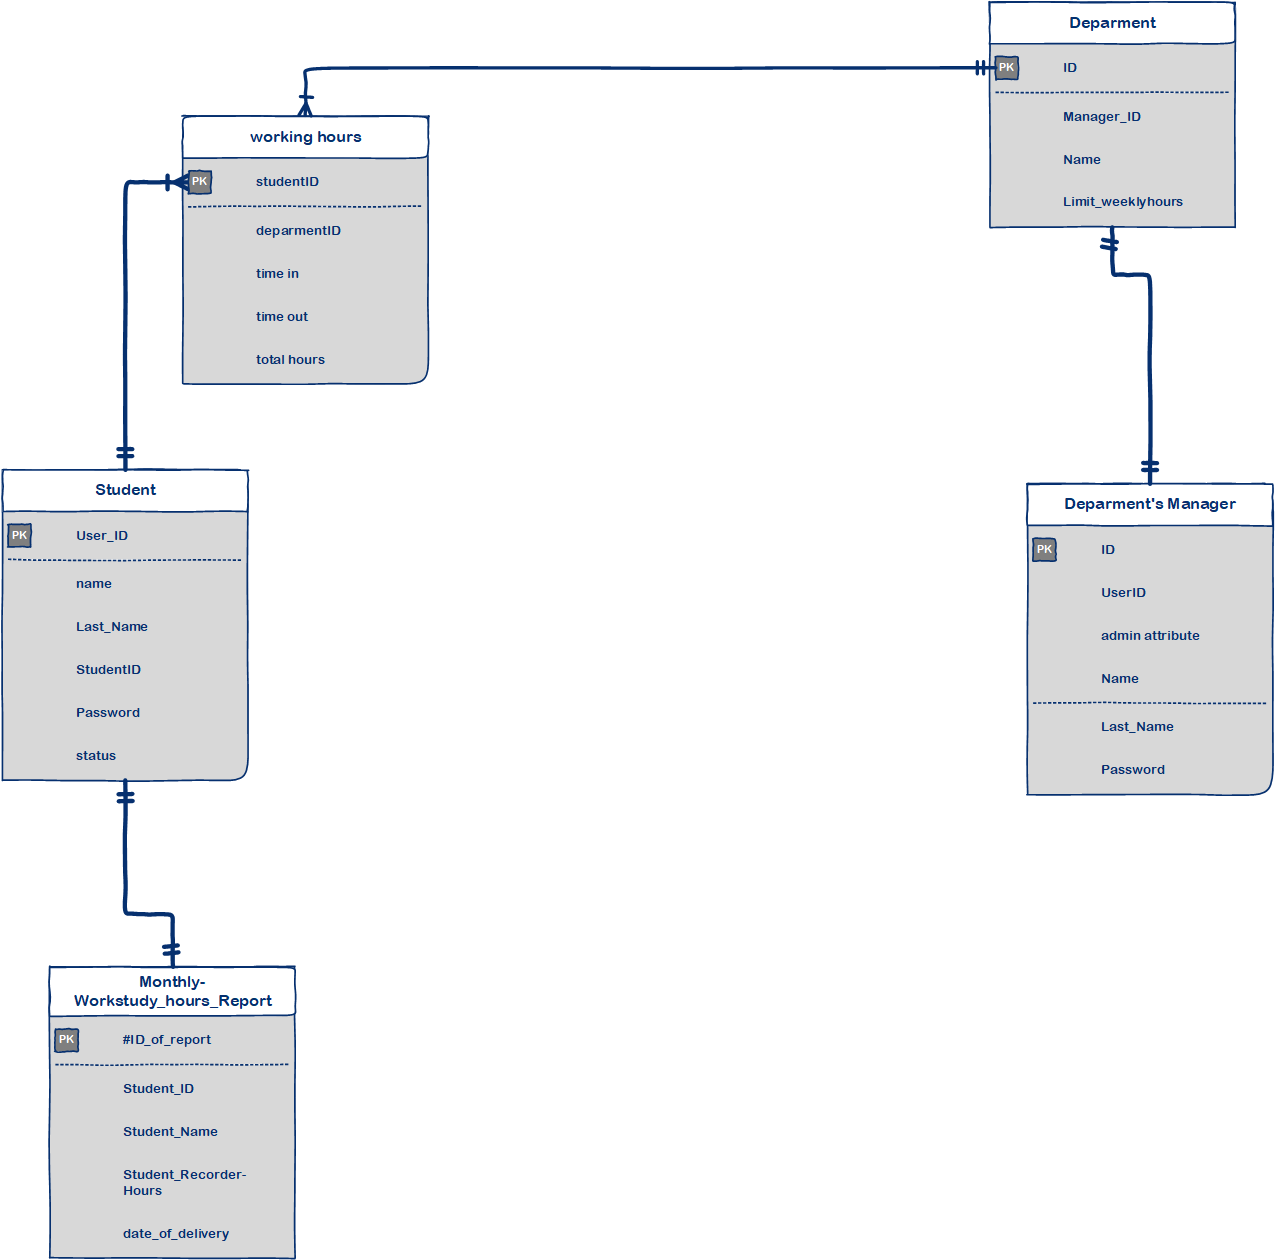 Deparment
PK ID
Manager_ID
Name
Limit_weeklyhours
working hours
PK studentID
deparmentID
time in
time out
total hours
Student
PK User_ID
name
Last_Name
StudentID
Password
status
Deparment's Manager
PK ID
UserID
admin attribute
Name
Last_Name
Password
Monthly-
Workstudy_hours_Report
PK #ID_of_report
Student_ID
Student_Name
Student_Recorder-
Hours
date_of_delivery